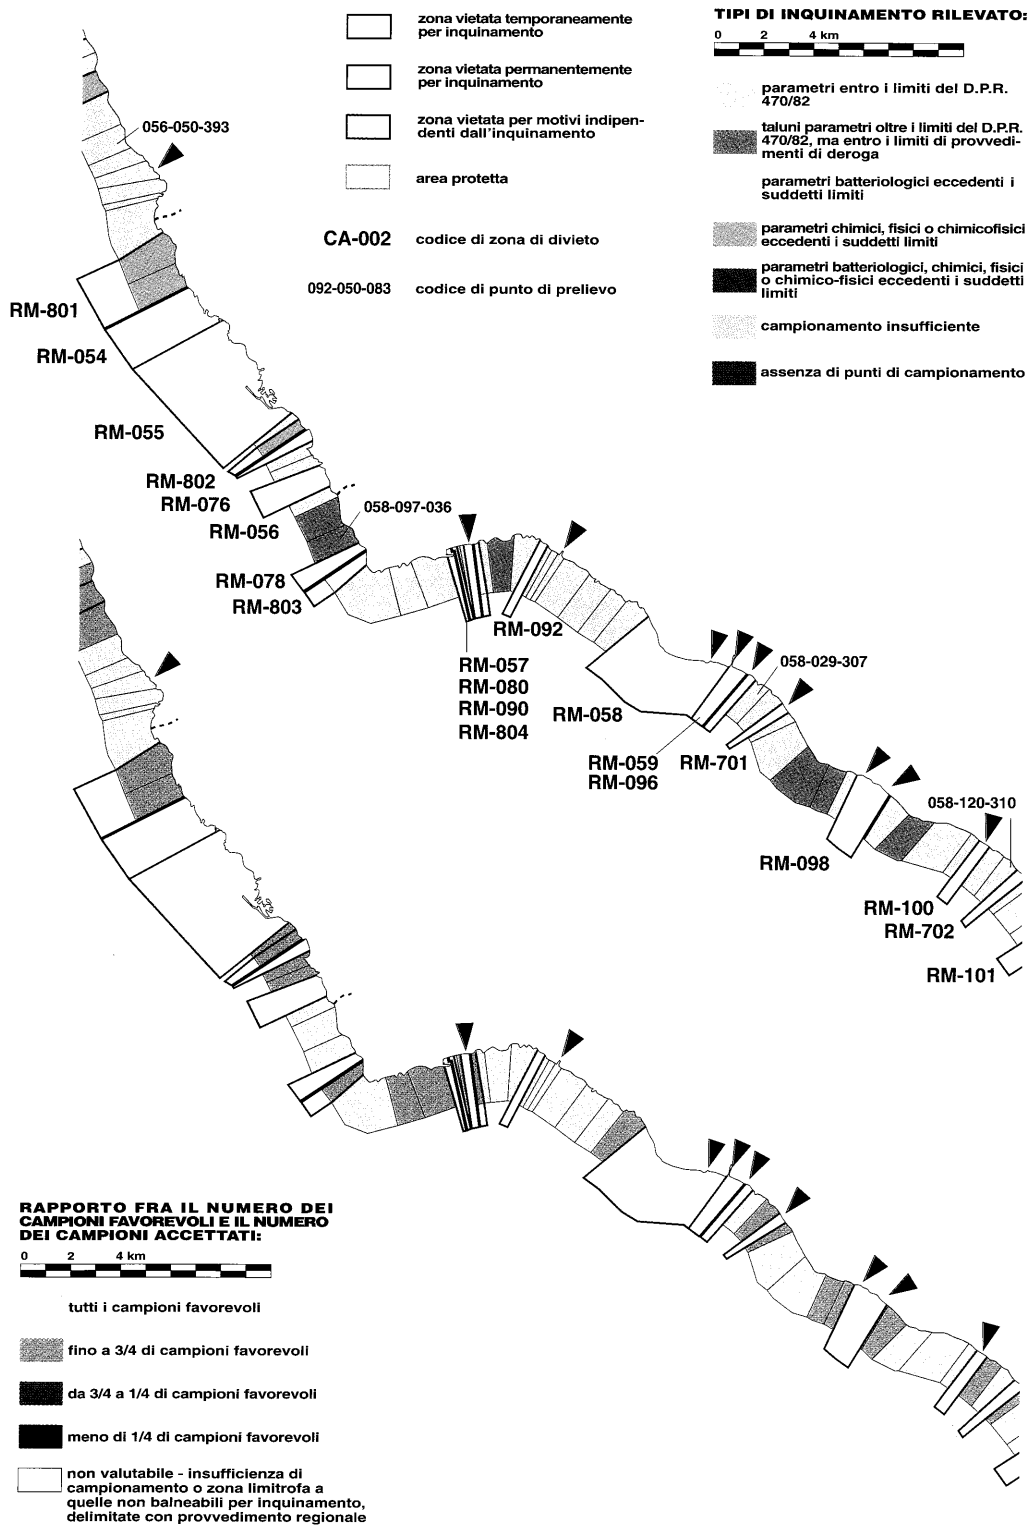 zona vietata temporaneamente
per inquinamento
zona vietata permanentemente
per inquinamento
zona vietata per motivi indipen-
denti dall'inquinamento
area protetta
CA-002 codice di zona di divieto
092-050-083 codice di punto di prelievo
TIPI DI INQUINAMENTO RILEVATO:
0 2 4 km
parametri entro i limiti del D.P.R.
470/82
taluni parametri oltre i limiti del D.P.R.
470/82, ma entro i limiti di provvedi-
menti di deroga
parametri batteriologici eccedenti i
suddetti limiti
parametri chimici, fisici o chimicofisici
eccedenti i suddetti limiti
parametri batteriologici, chimici, fisici
o chimico-fisici eccedenti i suddetti
limiti
campionamento insufficiente
assenza di punti di campionamento
056-050-393
RM-801
RM-054
RM-055
RM-802
RM-076
RM-056
058-097-036
RM-078
RM-803
RM-092
RM-057
RM-080
RM-090
RM-804
RM-058
058-029-307
RM-059
RM-096
RM-701
058-120-310
RM-098
RM-100
RM-702
RM-101
RAPPORTO FRA IL NUMERO DEI
CAMPIONI FAVOREVOLI E IL NUMERO
DEI CAMPIONI ACCETTATI:
0 2 4 km
tutti i campioni favorevoli
fino a 3/4 di campioni favorevoli
da 3/4 a 1/4 di campioni favorevoli
meno di 1/4 di campioni favorevoli
non valutabile - insufficienza di
campionamento o zona limitrofa a
quelle non balneabili per inquinamento,
delimitate con provvedimento regionale